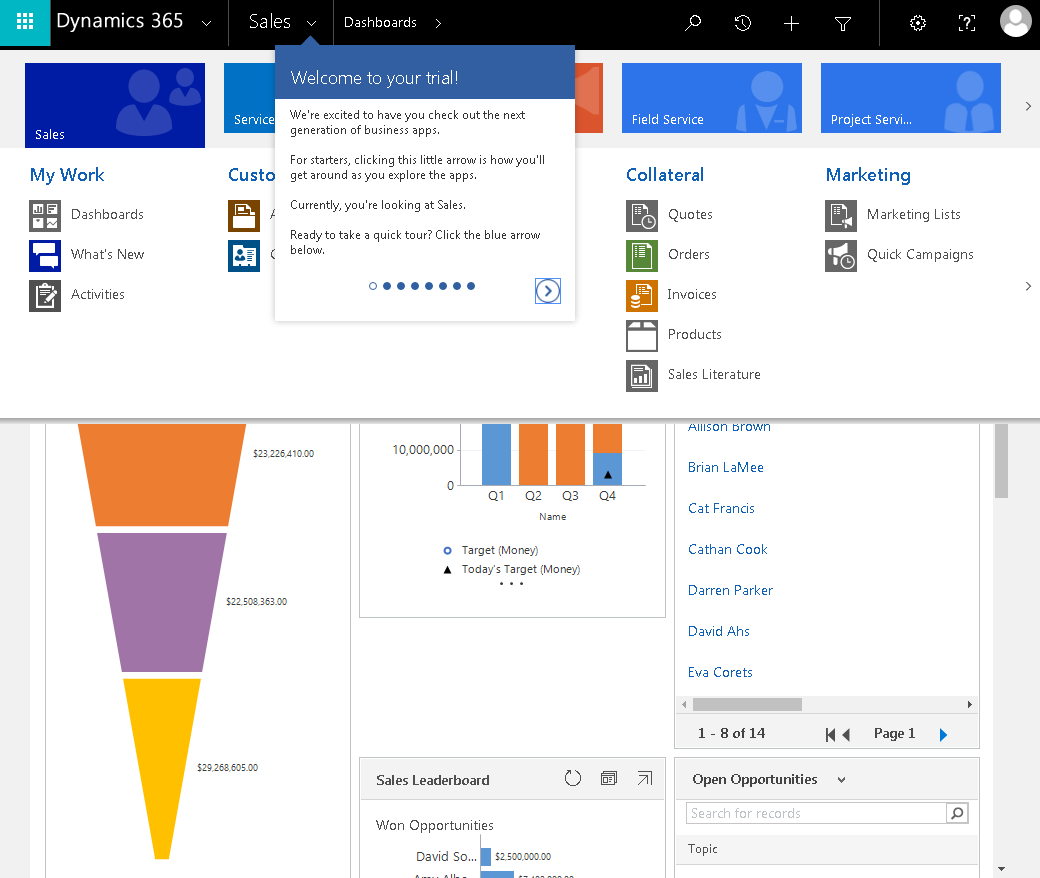 Dynamics 365
Sales
Dashboards
Welcome to your trial!
We're excited to have you check out the next
generation of business apps.
For starters, clicking this little arrow is how you'll
get around as you explore the apps.
Currently, you're looking at Sales.
Ready to take a quick tour? Click the blue arrow
below.
Sales
Service
Field Service
Project Servi...
My Work
Dashboards
What's New
Activities
Custo
Collateral
Quotes
Orders
Invoices
Products
Sales Literature
Marketing
Marketing Lists
Quick Campaigns
$23,226,410.00
$22,508,363.00
$29,268,605.00
10,000,000
0
Q1 Q2 Q3 Q4
Name
Target (Money)
Today's Target (Money)
Allison Brown
Brian LaMee
Cat Francis
Cathan Cook
Darren Parker
David Ahs
Eva Corets
1 - 8 of 14
Page 1
Sales Leaderboard
Won Opportunities
David So...
$2,500,000.00
Open Opportunities
Search for records
Topic